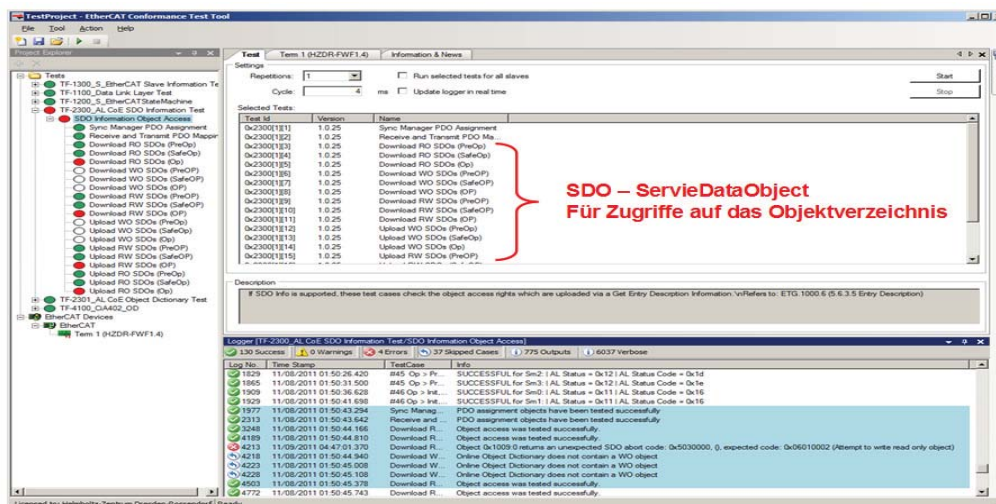 TestProject - EtherCAT Conformance Test Tool
File Tool Action Help
Project Explorer
Tests
TF-1300_S_EtherCAT Slave Information Te
TF-1100_Data Link Layer Test
TF-1200_S_EtherCATStateMachine
TF-2300_AL CoE SDO Information Test
SDO Information Object Access
Sync Manager PDO Assignment
Receive and Transmit PDO Mappin
Download RO SDOs (PreOp)
Download RO SDOs (SafeOp)
Download RO SDOs (Op)
Download WO SDOs (PreOP)
Download WO SDOs (SafeOP)
Download WO SDOs (OP)
Download RW SDOs (PreOP)
Download RW SDOs (SafeOP)
Download RW SDOs (OP)
Upload WO SDOs (PreOp)
Upload WO SDOs (SafeOp)
Upload WO SDOs (Op)
Upload RW SDOs (PreOP)
Upload RW SDOs (SafeOP)
Upload RW SDOs (OP)
Upload RO SDOs (PreOp)
Upload RO SDOs (SafeOp)
Upload RO SDOs (Op)
TF-2301_AL CoE Object Dictionary Test
TF-4100_CiA402_OD
EtherCAT Devices
EtherCAT
Term 1 (HZDR-FWF1.4)
Test Term 1 (HZDR-FWF1.4) Information & News
Settings
Repetitions: 1 Run selected tests for all slaves Start
Cycle: 4 ms Update logger in real time Stop
Selected Tests:
Test Id Version Name
0x2300[1][1] 1.0.25 Sync Manager PDO Assignment
0x2300[1][2] 1.0.25 Receive and Transmit PDO Ma...
0x2300[1][3] 1.0.25 Download RO SDOs (PreOp)
0x2300[1][4] 1.0.25 Download RO SDOs (SafeOp)
0x2300[1][5] 1.0.25 Download RO SDOs (Op)
0x2300[1][6] 1.0.25 Download WO SDOs (PreOP)
0x2300[1][7] 1.0.25 Download WO SDOs (SafeOP)
0x2300[1][8] 1.0.25 Download WO SDOs (OP)
0x2300[1][9] 1.0.25 Download RW SDOs (PreOP)
0x2300[1][10] 1.0.25 Download RW SDOs (SafeOP)
0x2300[1][11] 1.0.25 Download RW SDOs (OP)
0x2300[1][12] 1.0.25 Upload WO SDOs (PreOp)
0x2300[1][13] 1.0.25 Upload WO SDOs (SafeOp)
0x2300[1][14] 1.0.25 Upload WO SDOs (Op)
0x2300[1][15] 1.0.25 Upload RW SDOs (PreOP)
SDO – ServieDataObject
Für Zugriffe auf das Objektverzeichnis
Description
If SDO Info is supported, these test cases check the object access rights which are uploaded via a Get Entry Description Information.\nRefers to: ETG.1000.6 (5.6.3.5 Entry Description)
Logger [TF-2300_AL CoE SDO Information Test/SDO Information Object Access]
130 Success 0 Warnings 4 Errors 37 Skipped Cases 775 Outputs 6037 Verbose
Log No. Time Stamp TestCase Info
1829 11/08/2011 01:50:26.420 #45 Op > Pr... SUCCESSFUL for Sm2: | AL Status = 0x12 | AL Status Code = 0x1d
1865 11/08/2011 01:50:31.500 #45 Op > Pr... SUCCESSFUL for Sm3: | AL Status = 0x12 | AL Status Code = 0x1e
1909 11/08/2011 01:50:36.628 #46 Op > Init,... SUCCESSFUL for Sm0: | AL Status = 0x11 | AL Status Code = 0x16
1929 11/08/2011 01:50:41.698 #46 Op > Init,... SUCCESSFUL for Sm1: | AL Status = 0x11 | AL Status Code = 0x16
1977 11/08/2011 01:50:43.294 Sync Manag... PDO assignment objects have been tested successfully
2313 11/08/2011 01:50:43.642 Receive and ... PDO assignment objects have been tested successfully
3248 11/08/2011 01:50:44.166 Download R... Object access was tested successfully.
4189 11/08/2011 01:50:44.810 Download R... Object access was tested successfully.
4213 11/09/2011 04:47:01.370 Download R... Object 0x1009:0 returns an unexpected SDO abort code: 0x5030000, (), expected code: 0x06010002 (Attempt to write read only object)
4218 11/08/2011 01:50:44.940 Download W... Online Object Dictionary does not contain a WO object
4223 11/08/2011 01:50:45.008 Download W... Online Object Dictionary does not contain a WO object
4228 11/08/2011 01:50:45.108 Download W... Online Object Dictionary does not contain a WO object
4503 11/08/2011 01:50:45.378 Download R... Object access was tested successfully.
4772 11/08/2011 01:50:45.743 Download R... Object access was tested successfully.